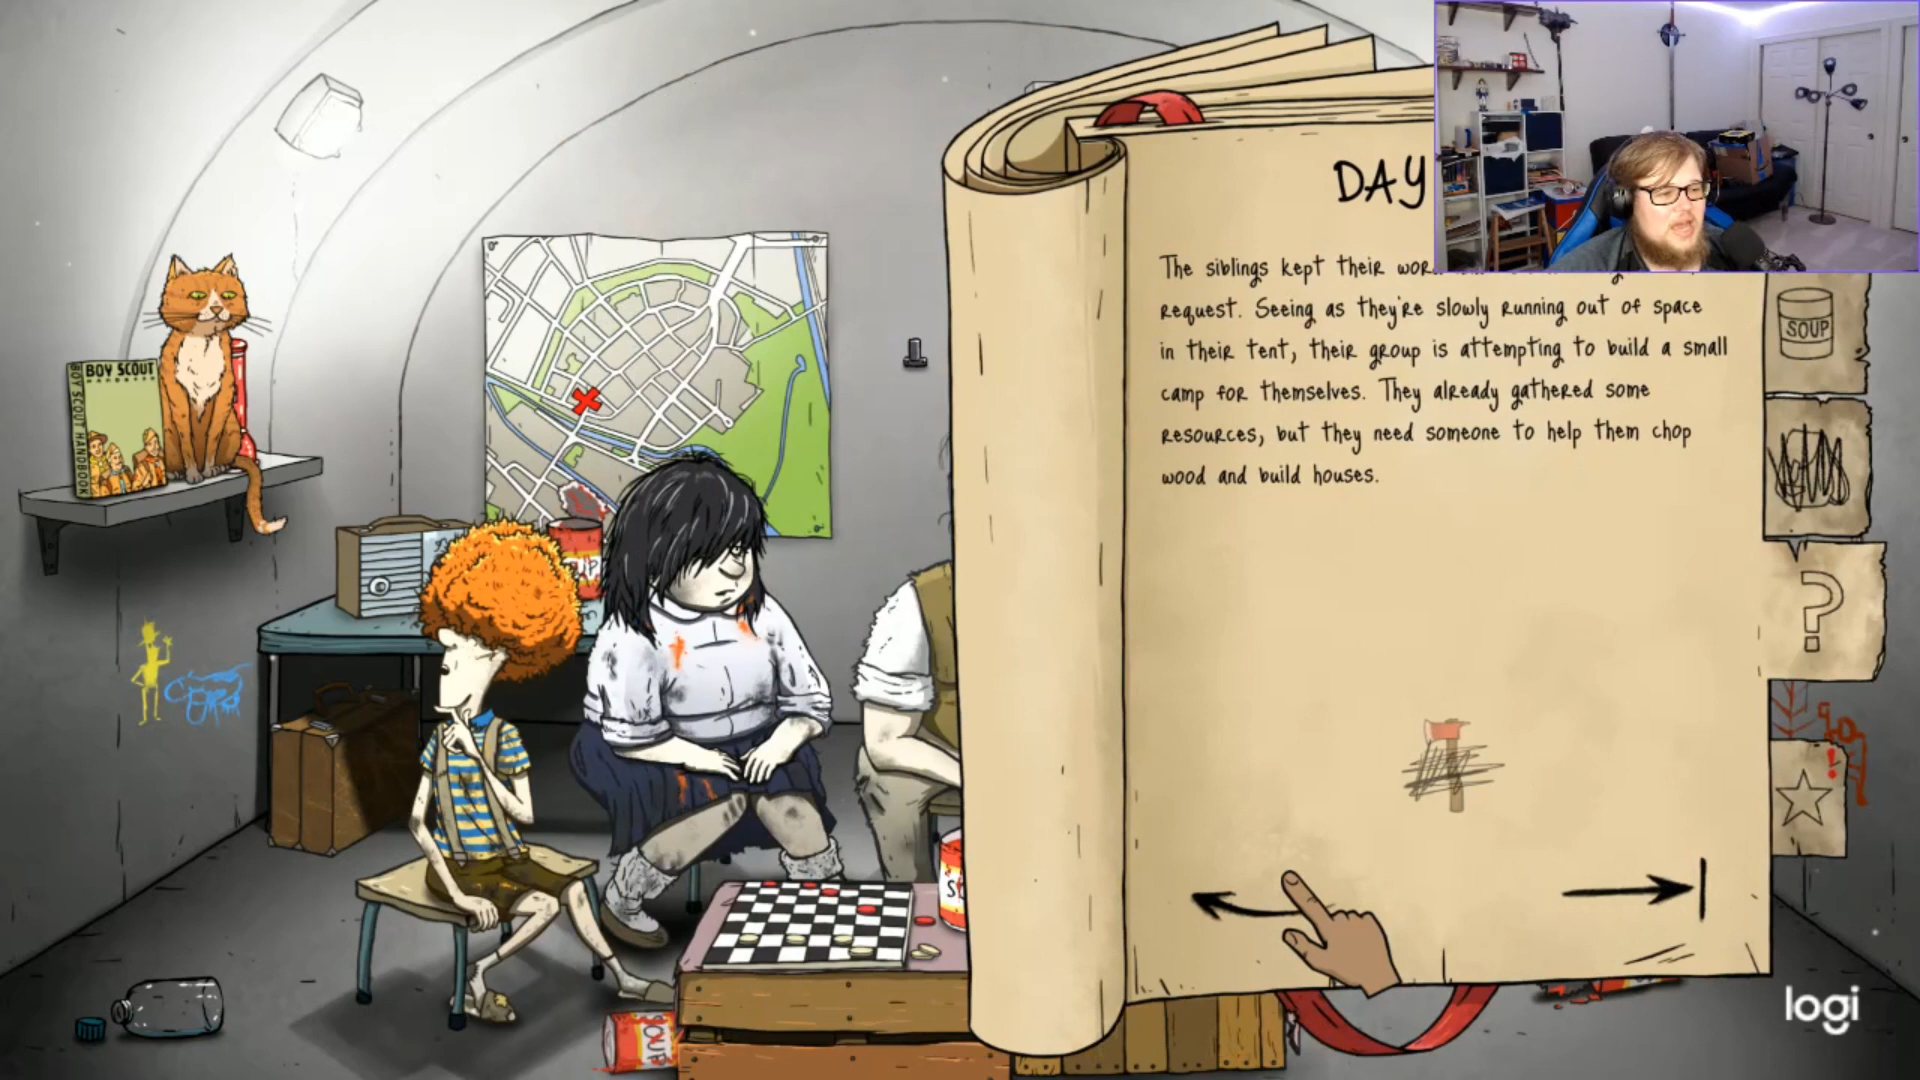 DAY
The siblings kept their
request. Seeing as they're slowly running out of space
in their tent, their group is attempting to build a small
camp for themselves. They already gathered some
resources, but they need someone to help them chop
wood and build houses.
SOUP
?
!
BOY SCOUT
BOY SCOUT HANDBOOK
SOUP
logi